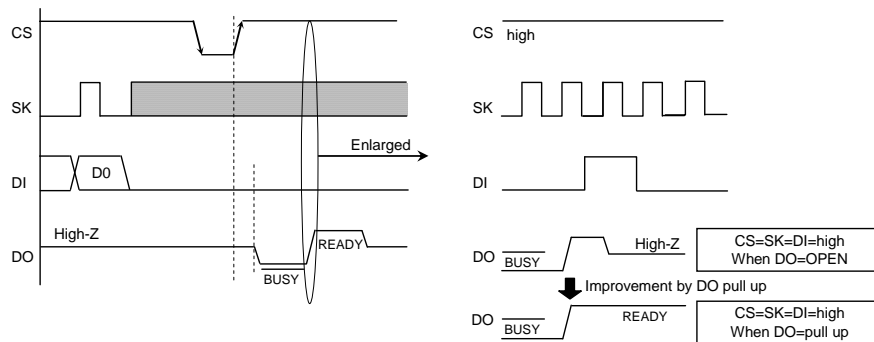 CS
SK
DI
D0
DO
High-Z
BUSY
READY
Enlarged
CS
high
SK
DI
DO
BUSY
High-Z
CS=SK=DI=high
When DO=OPEN
Improvement by DO pull up
DO
BUSY
READY
CS=SK=DI=high
When DO=pull up